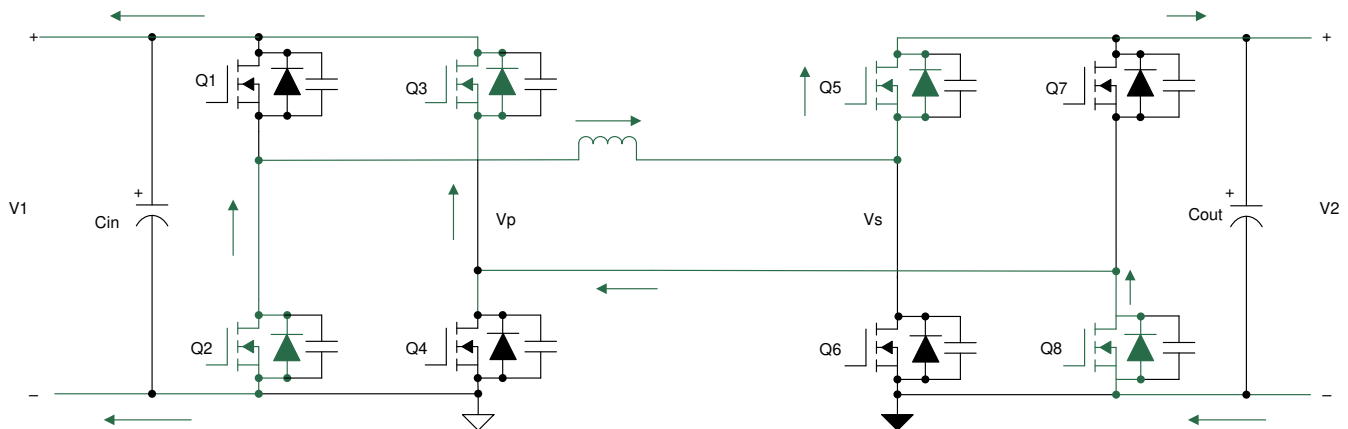 +
+
Q1
Q3
Q5
Q7
+
+
V1
Cin
Vp
Vs
Cout
V2
Q2
Q4
Q6
Q8
–
–